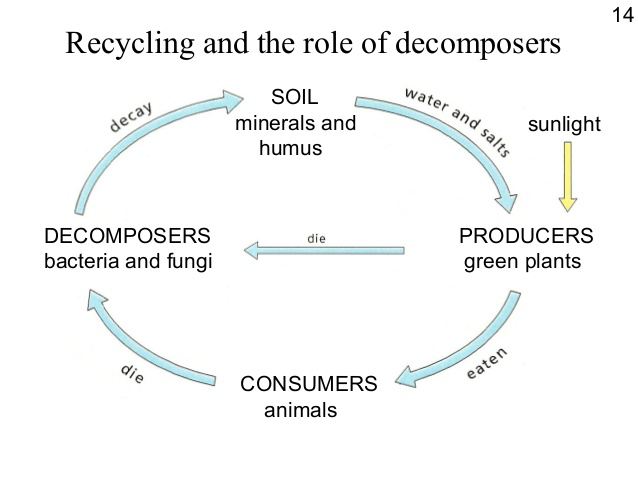 14
Recycling and the role of decomposers
decay
SOIL
minerals and
humus
water and salts
sunlight
DECOMPOSERS
bacteria and fungi
die
PRODUCERS
green plants
die
CONSUMERS
animals
eaten